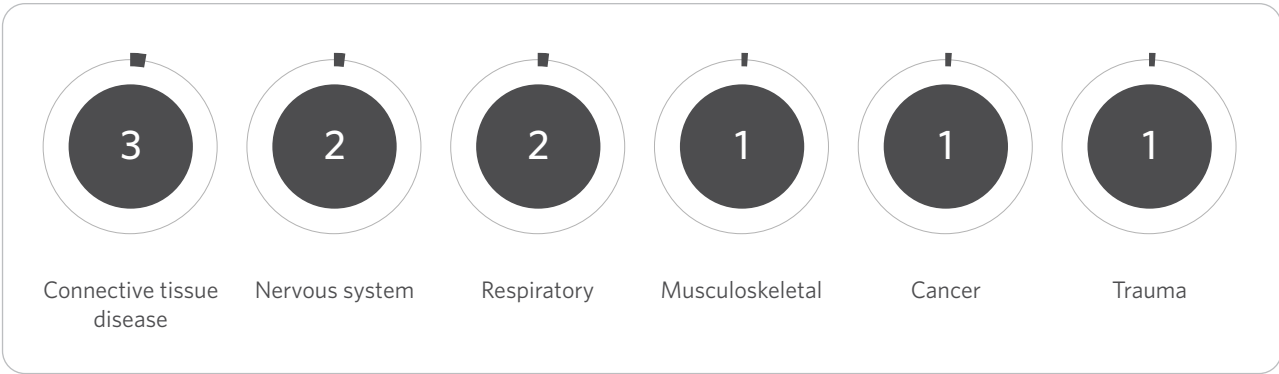 3
2
2
1
1
1
Connective tissue
disease
Nervous system
Respiratory
Musculoskeletal
Cancer
Trauma